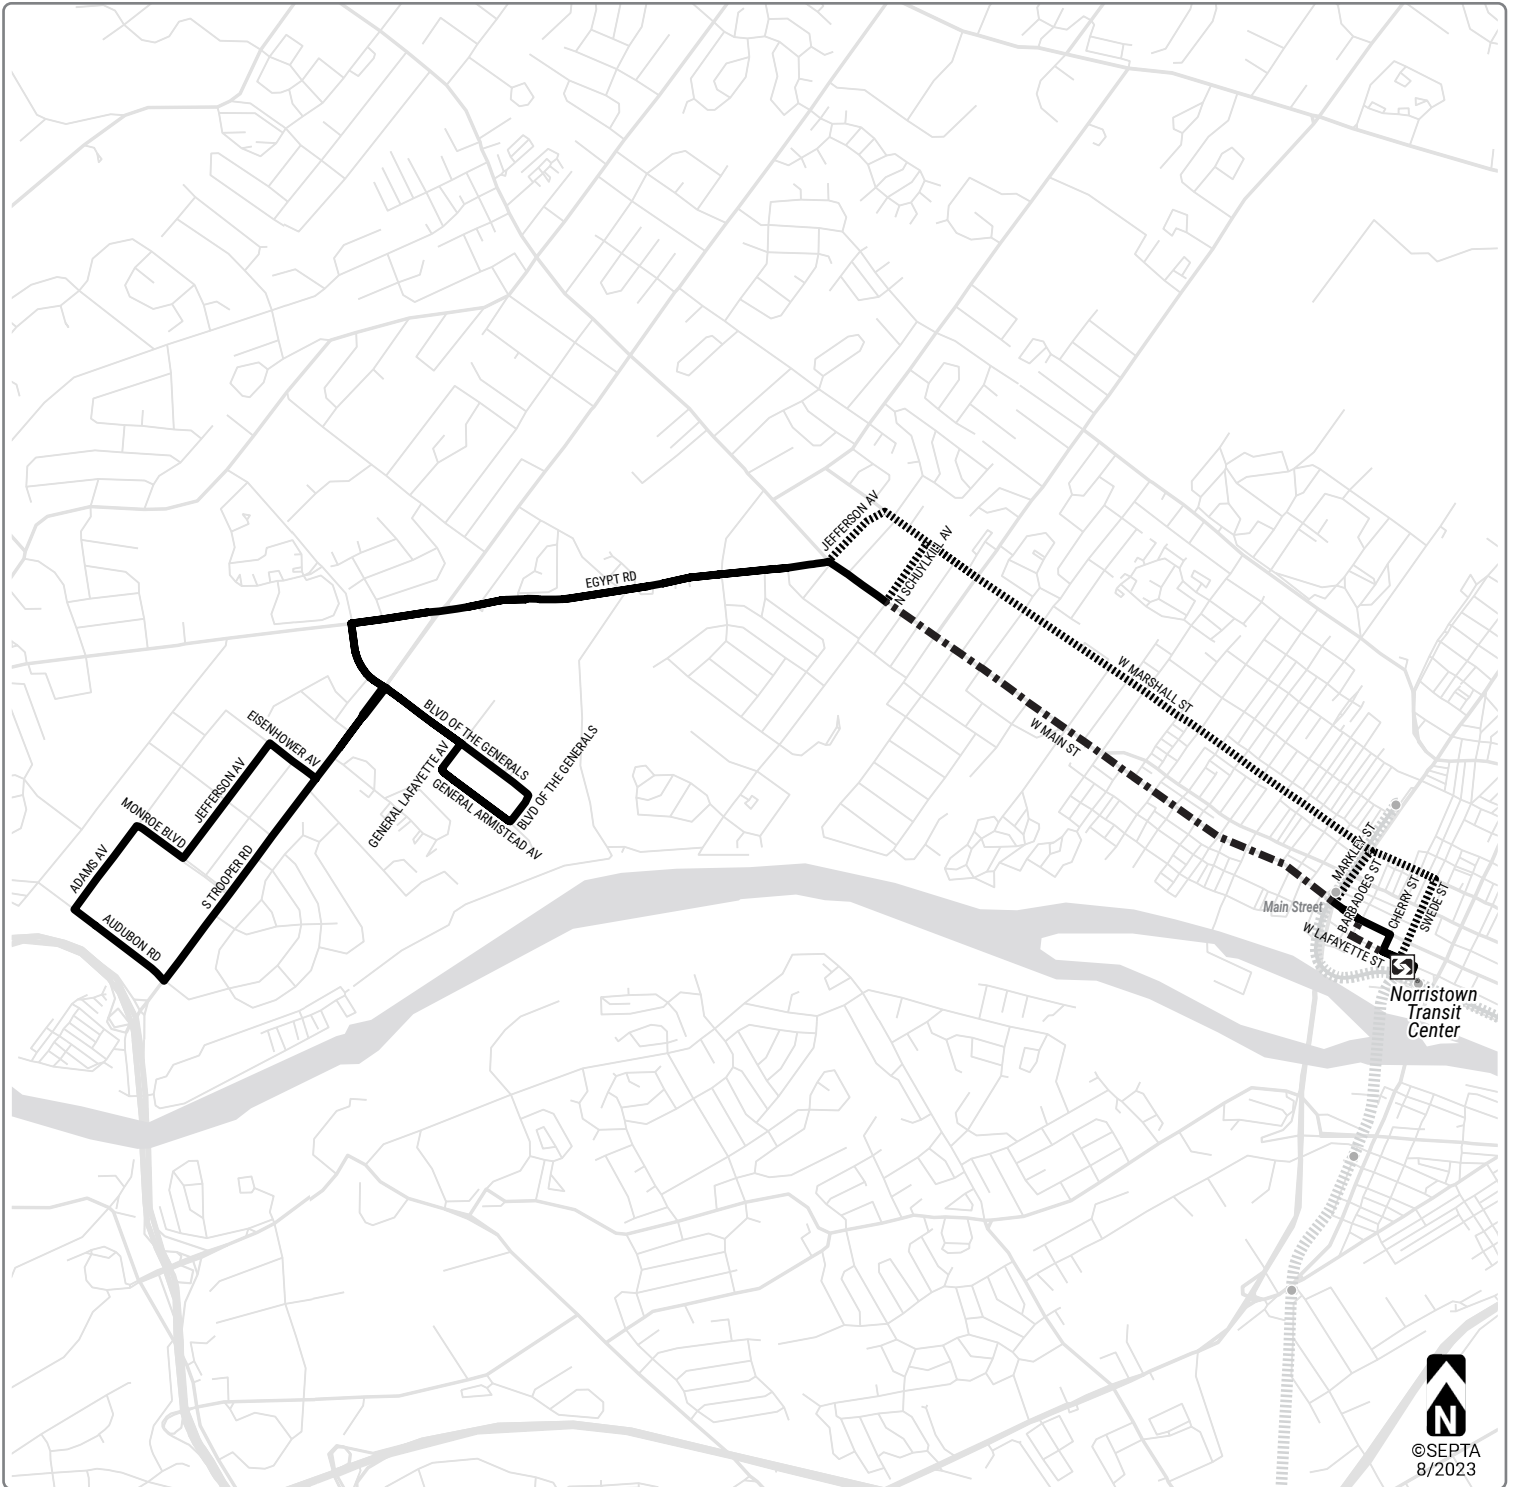 JEFFERSON AV
N SCHUYLKILL AV
EGYPT RD
W MARSHALL ST
W MAIN ST
BLVD OF THE GENERALS
BLVD OF THE GENERALS
EISENHOWER AV
GENERAL LAFAYETTE AV
GENERAL ARMISTEAD AV
JEFFERSON AV
MONROE BLVD
ADAMS AV
S TROOPER RD
AUDUBON RD
MARKLEY ST
BARBADOES ST
CHERRY ST
SWEDE ST
Main Street
W LAFAYETTE ST
Norristown
Transit
Center
N
©SEPTA
8/2023